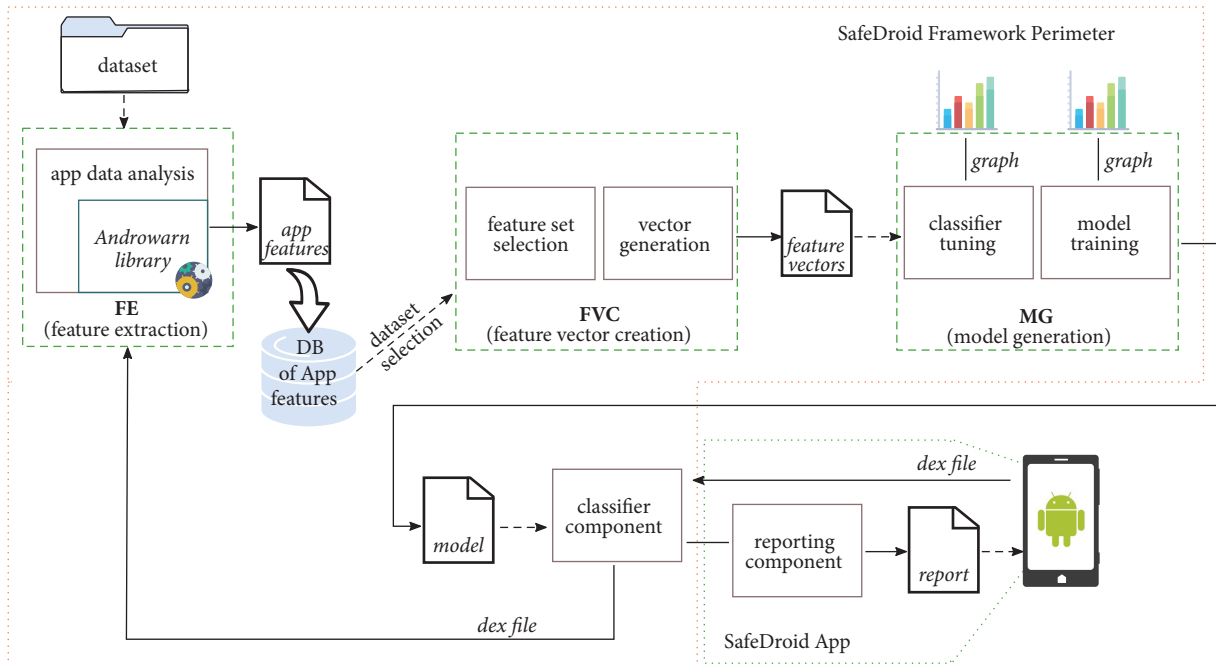 SafeDroid Framework Perimeter
dataset
app data analysis
Androwarn
library
FE
(feature extraction)
app
features
DB
of App
features
dataset
selection
feature set
selection
vector
generation
FVC
(feature vector creation)
feature
vectors
graph
graph
classifier
tuning
model
training
MG
(model generation)
model
classifier
component
dex file
reporting
component
report
dex file
SafeDroid App